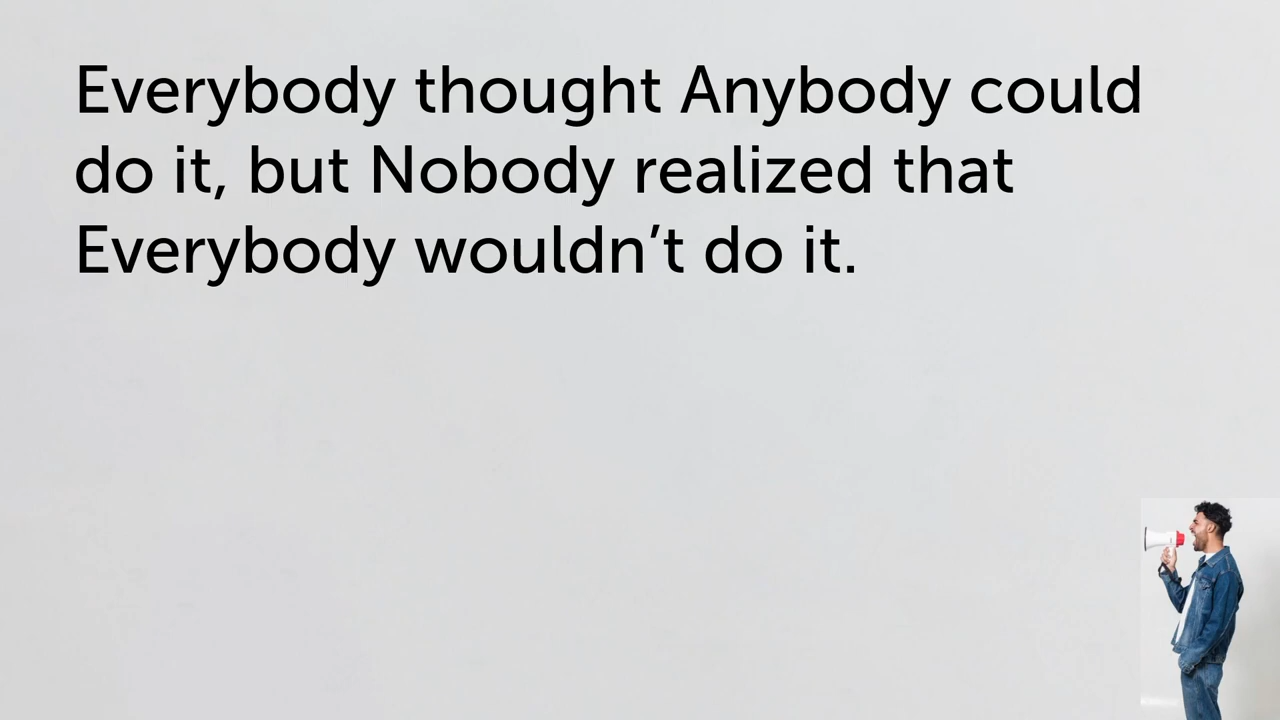 Everybody thought Anybody could
do it, but Nobody realized that
Everybody wouldn’t do it.